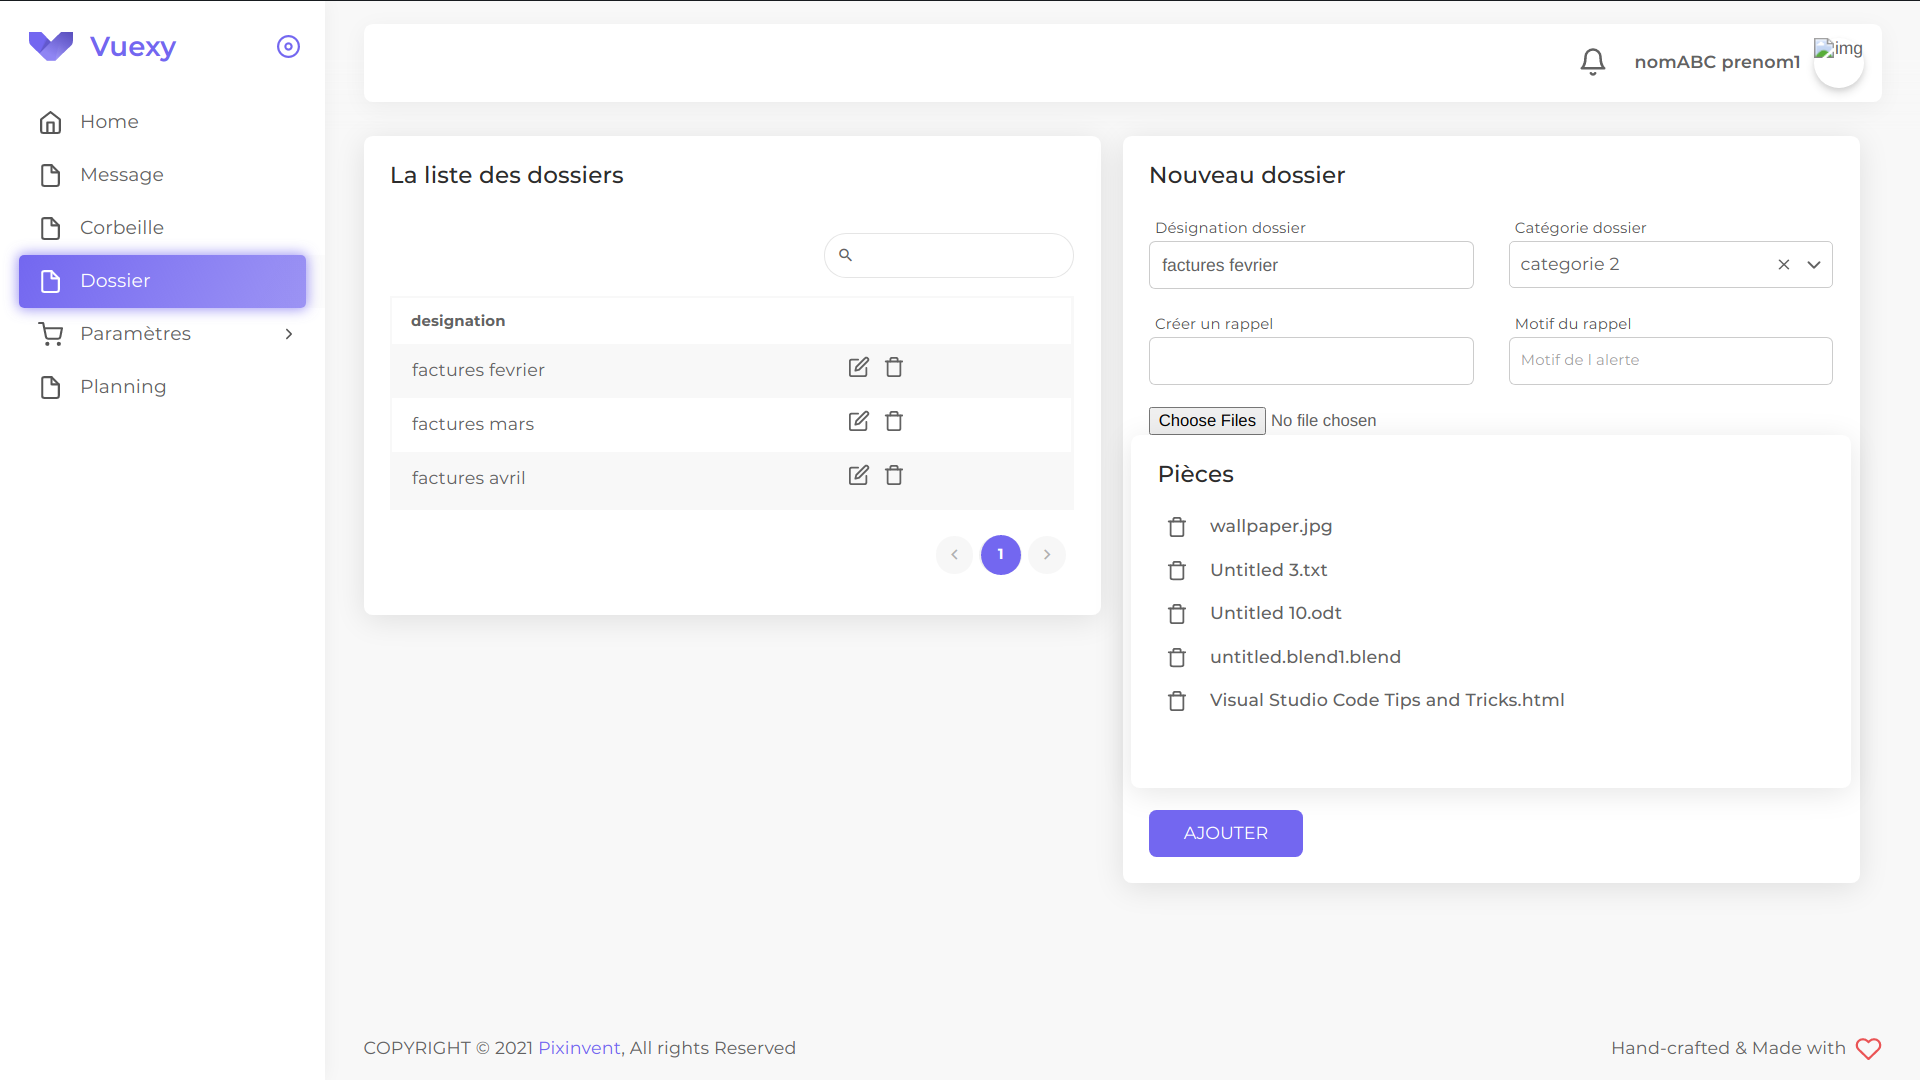 Vuexy
Home
Message
Corbeille
Dossier
Paramètres
Planning
nomABC prenom1
img
La liste des dossiers
designation
factures fevrier
factures mars
factures avril
1
Nouveau dossier
Désignation dossier
Catégorie dossier
factures fevrier
categorie 2
Créer un rappel
Motif du rappel
Motif de l alerte
Choose Files No file chosen
Pièces
wallpaper.jpg
Untitled 3.txt
Untitled 10.odt
untitled.blend1.blend
Visual Studio Code Tips and Tricks.html
AJOUTER
COPYRIGHT © 2021 Pixinvent, All rights Reserved
Hand-crafted & Made with